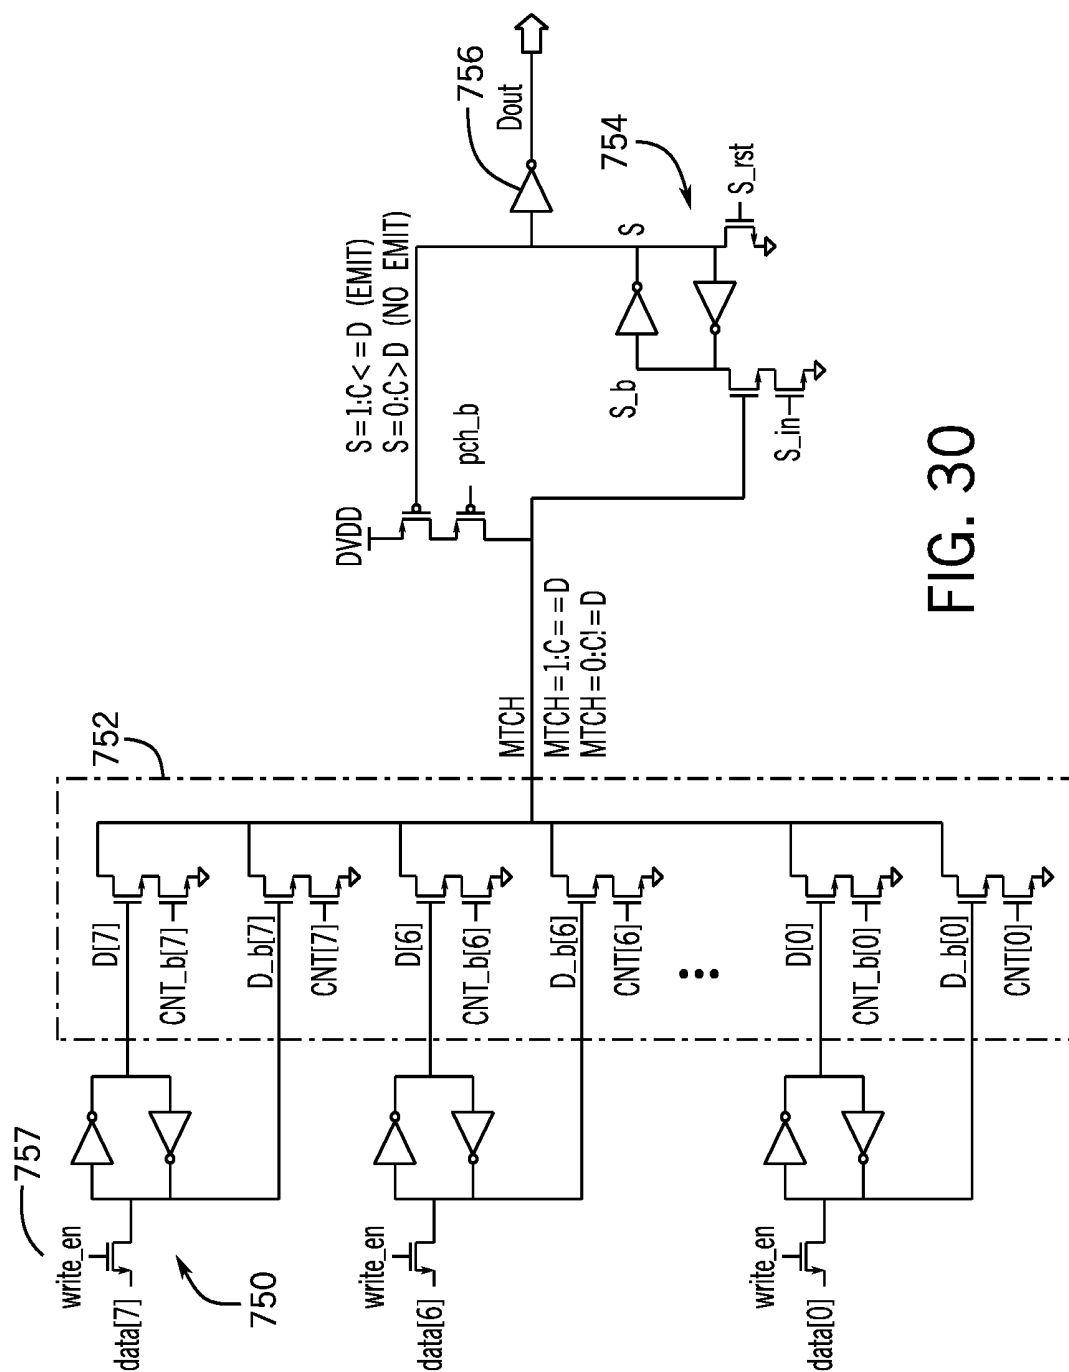 757
write_en
data[7]
750
D[7]
CNT_b[7]
D_b[7]
CNT[7]
write_en
data[6]
D[6]
CNT_b[6]
D_b[6]
CNT[6]
write_en
data[0]
D[0]
CNT_b[0]
D_b[0]
CNT[0]
752
MTCH
MTCH=1:C==D
MTCH=0:C!=D
DVDD
pch_b
S=1:C<=D (EMIT)
S=0:C>D (NO EMIT)
S_b
S_in
S
S_rst
754
756
Dout
FIG. 30